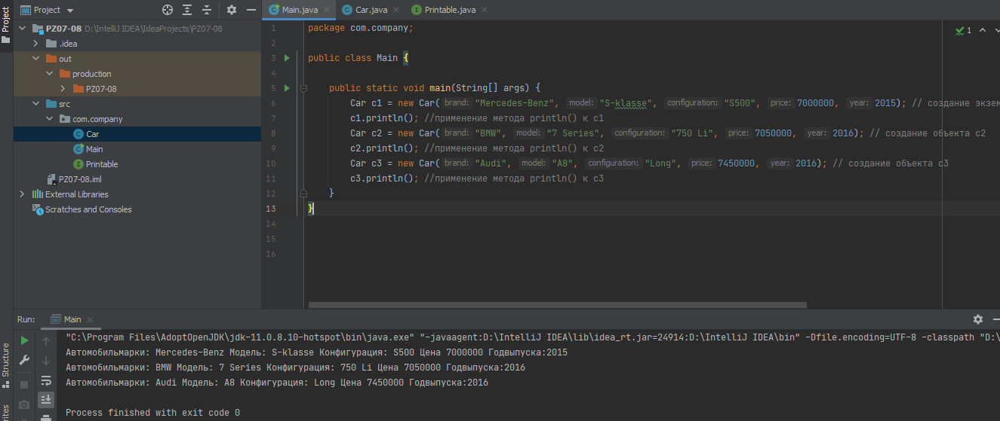 Project
Main.java
Car.java
Printable.java
Project
PZ07-08 D:\IntelliJ IDEA\IdeaProjects\PZ07-08
.idea
out
production
PZ07-08
src
com.company
Car
Main
Printable
PZ07-08.iml
External Libraries
Scratches and Consoles
1
1 package com.company;
2
3 public class Main {
4
5 public static void main(String[] args) {
6 Car c1 = new Car( brand: "Mercedes-Benz", model: "S-klasse", configuration: "S500", price: 7000000, year: 2015); // создание экзем
7 c1.println(); //применение метода println() к c1
8 Car c2 = new Car( brand: "BMW", model: "7 Series", configuration: "750 Li", price: 7050000, year: 2016); // создание объекта c2
9 c2.println(); //применение метода println() к c2
10 Car c3 = new Car( brand: "Audi", model: "A8", configuration: "Long", price: 7450000, year: 2016); // создание объекта c3
11 c3.println(); //применение метода println() к c3
12 }
13 }
14
15
16
Run: Main
"C:\Program Files\AdoptOpenJDK\jdk-11.0.8.10-hotspot\bin\java.exe" "-javaagent:D:\IntelliJ IDEA\lib\idea_rt.jar=24914:D:\IntelliJ IDEA\bin" -Dfile.encoding=UTF-8 -classpath "D:\
Автомобильмарки: Mercedes-Benz Модель: S-klasse Конфигурация: S500 Цена 7000000 Годвыпуска:2015
Автомобильмарки: BMW Модель: 7 Series Конфигурация: 750 Li Цена 7050000 Годвыпуска:2016
Автомобильмарки: Audi Модель: A8 Конфигурация: Long Цена 7450000 Годвыпуска:2016
Process finished with exit code 0
Structure
rites